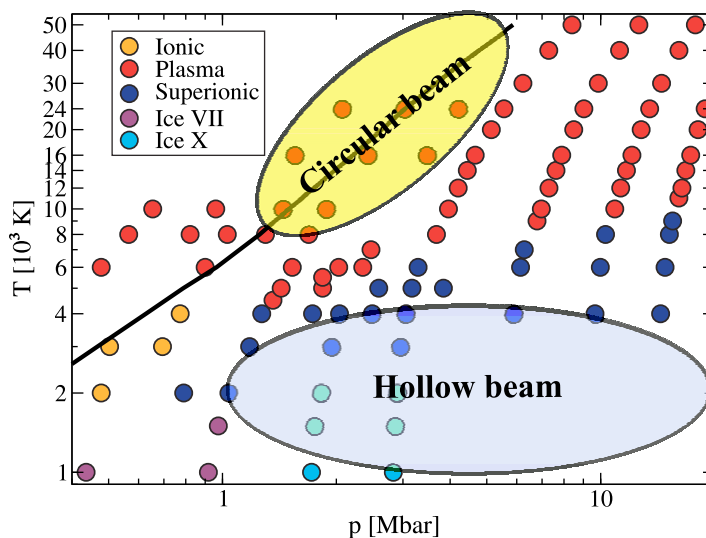 50
40
30
24
20
16
14
12
10
8
6
4
2
1
T [10³ K]
Ionic
Plasma
Superionic
Ice VII
Ice X
Circular beam
Hollow beam
1
10
p [Mbar]